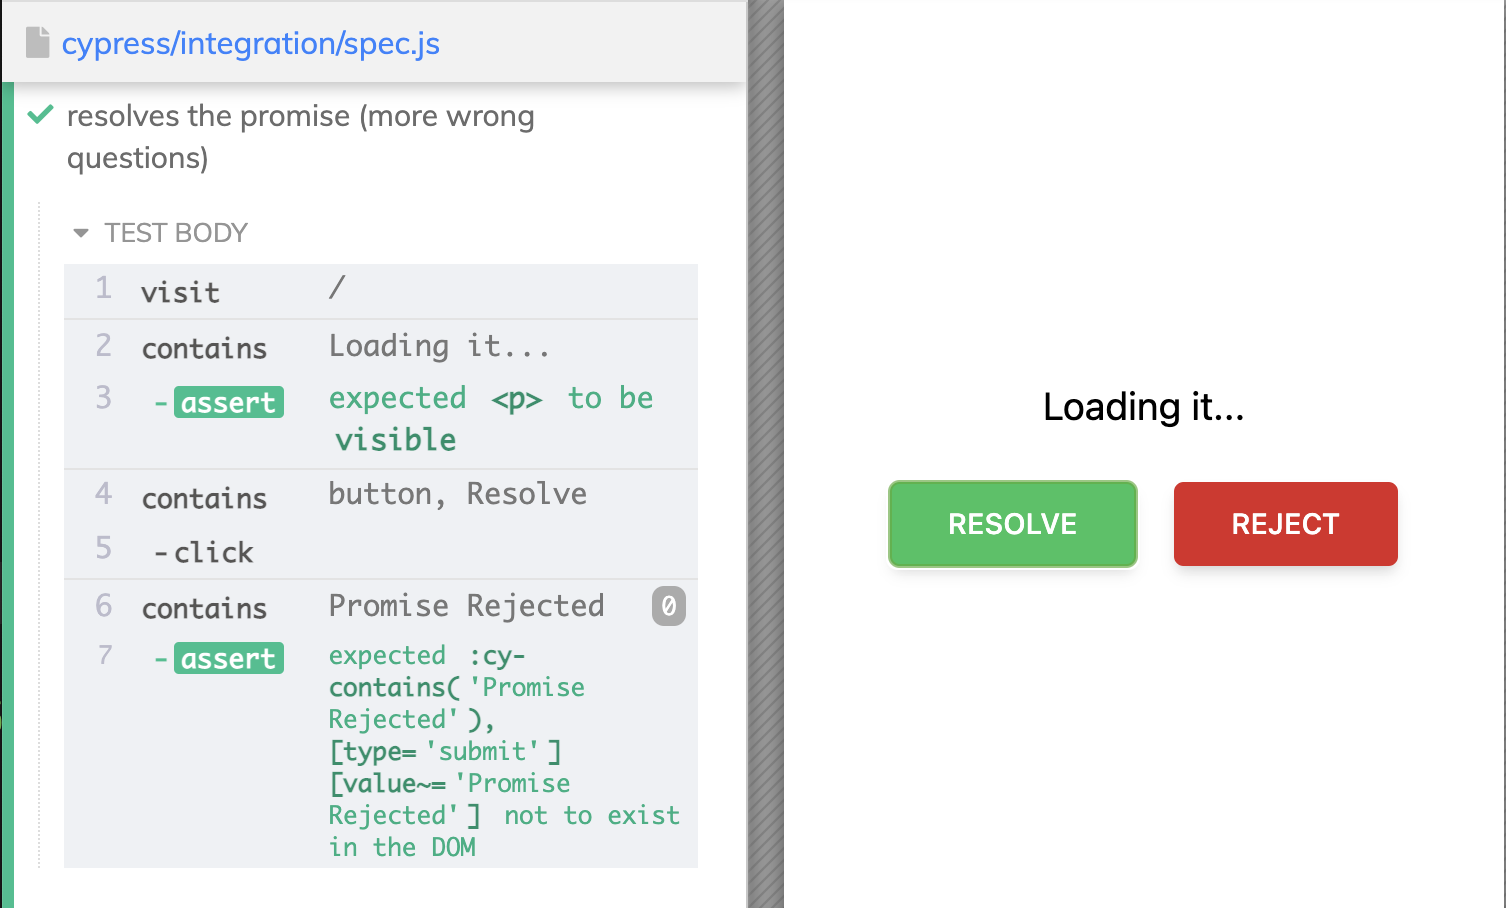 cypress/integration/spec.js
resolves the promise (more wrong
questions)
TEST BODY
1 visit /
2 contains Loading it...
3 -assert expected <p> to be
visible
4 contains button, Resolve
5 -click
6 contains Promise Rejected 0
7 -assert expected :cy-
contains('Promise
Rejected'),
[type='submit']
[value~='Promise
Rejected'] not to exist
in the DOM
Loading it...
RESOLVE REJECT